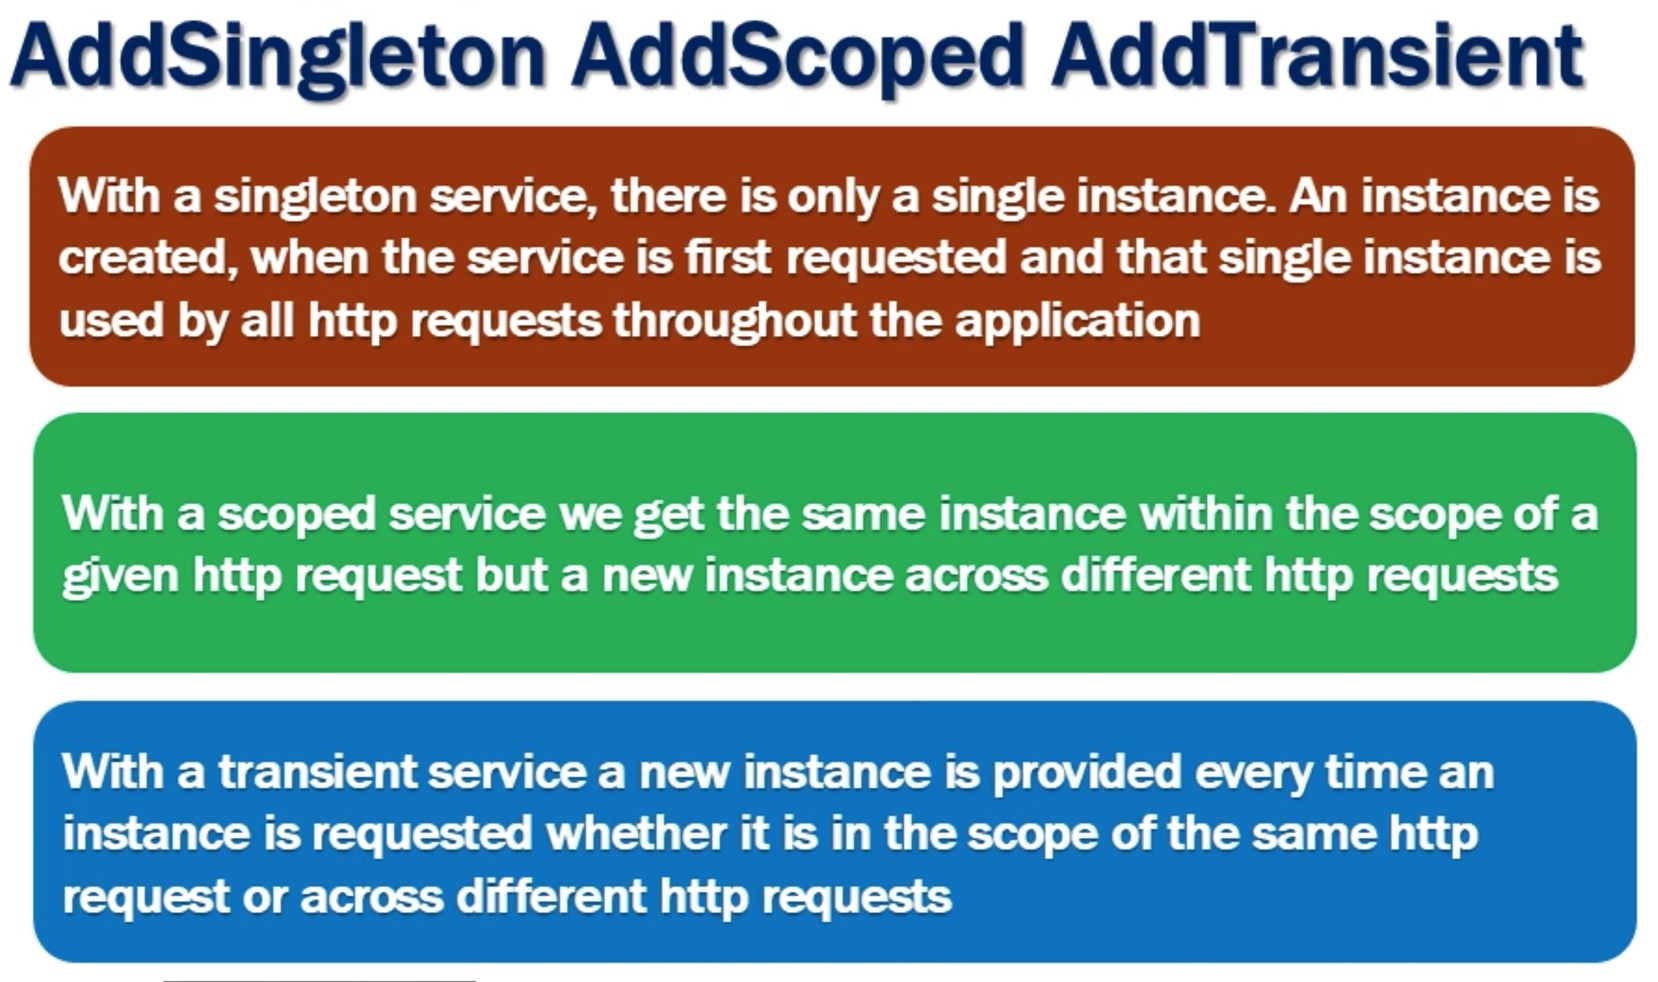 AddSingleton AddScoped AddTransient
With a singleton service, there is only a single instance. An instance is
created, when the service is first requested and that single instance is
used by all http requests throughout the application
With a scoped service we get the same instance within the scope of a
given http request but a new instance across different http requests
With a transient service a new instance is provided every time an
instance is requested whether it is in the scope of the same http
request or across different http requests